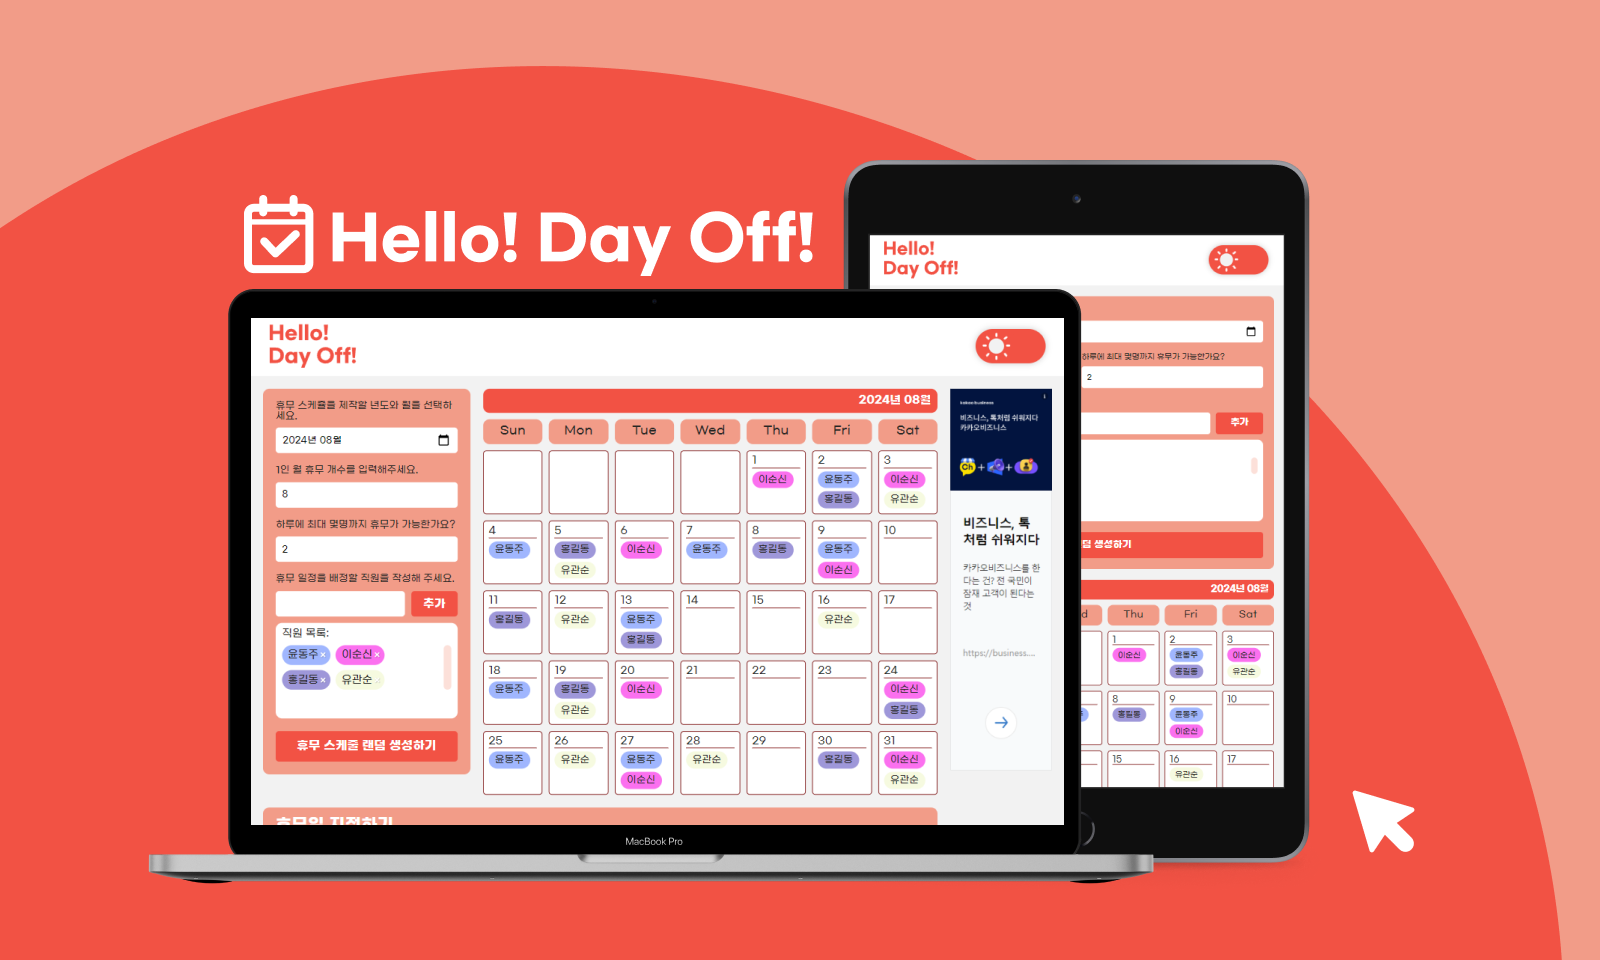 Hello! Day Off!
Hello!
Day Off!
휴무 스케쥴을 제작할 년도와 월를 선택하
세요.
2024년 08월
1인 월 휴무 개수를 입력해주세요.
8
하루에 최대 몇명까지 휴무가 가능한가요?
2
휴무 일정을 배정할 직원을 작성해 주세요.
추가
직원 목록:
윤동주× 이순신×
홍길동× 유관순
휴무 스케줄 랜덤 생성하기
2024년 08월
Sun Mon Tue Wed Thu Fri Sat
1 2 3
이순신 윤동주 이순신
홍길동 유관순
4 5 6 7 8 9 10
윤동주 홍길동 이순신 윤동주 홍길동 윤동주
유관순 이순신
11 12 13 14 15 16 17
홍길동 유관순 윤동주 유관순
홍길동
18 19 20 21 22 23 24
윤동주 홍길동 이순신 이순신
유관순 홍길동
25 26 27 28 29 30 31
윤동주 유관순 윤동주 유관순 홍길동 이순신
이순신 유관순
휴무일 지정하기
kakao business
비즈니스, 톡처럼 쉬워지다
카카오비즈니스
Ch
비즈니스, 톡
처럼 쉬워지다
카카오비즈니스를 한
다는 건? 전 국민이
잠재 고객이 된다는
것
https://business....
MacBook Pro
Hello!
Day Off!
하루에 최대 몇명까지 휴무가 가능한가요?
2
추가
생성하기
2024년 08월
d Thu Fri Sat
1 2 3
이순신 윤동주 이순신
홍길동 유관순
8 9 10
홍길동 윤동주
이순신
15 16 17
유관순